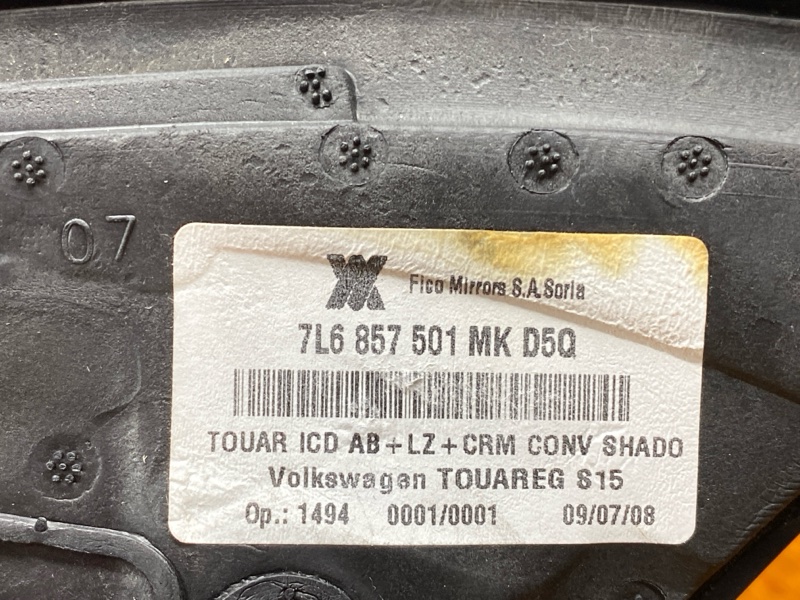 07
Fico Mirrors S.A. Soria
7L6 857 501 MK D5Q
TOUAR ICD AB+LZ+CRM CONV SHADO
Volkswagen TOUAREG S15
Op.: 1494 0001/0001 09/07/08